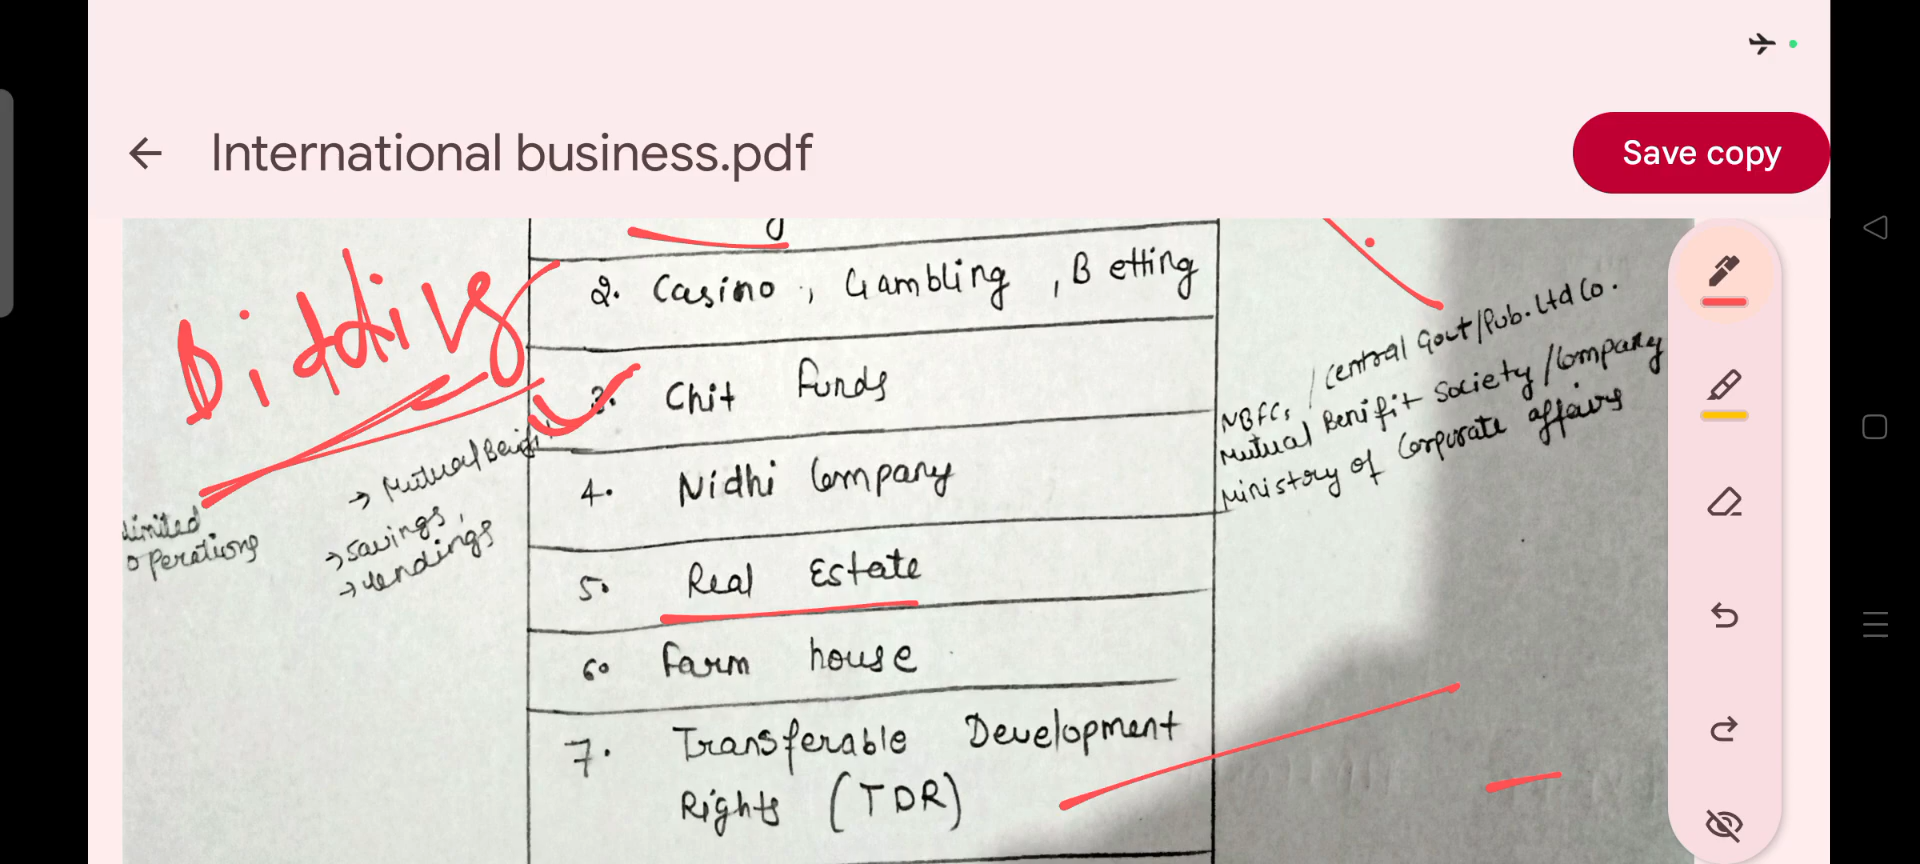 International business.pdf
Save copy
2. Casino, Gambling, Betting
Bidding
3. Chit Funds
4. Nidhi Company
5. Real Estate
6. Farm house
7. Transferable Development
Rights (TDR)
→ Mutual
→ Savings
→ Lendings
Limited
operations
NBFCs / Central Govt/Pub. Ltd Co.
Mutual Benifit Society/Company
Ministory of Corporate affairs